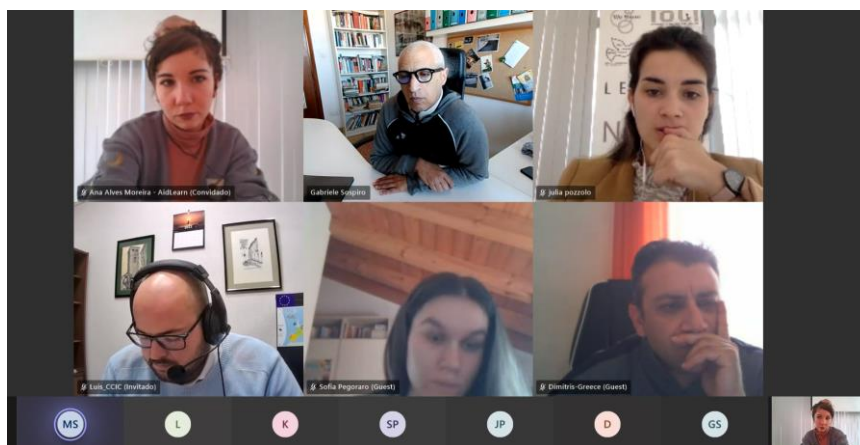 Ana Alves Moreira - AidLearn (Convidado)
Gabriele Sospiro
Julia pozzolo
Luis_CCIC (Invitado)
Sofia Pegoraro (Guest)
Dimitris-Greece (Guest)
MS
L
K
SP
JP
D
GS